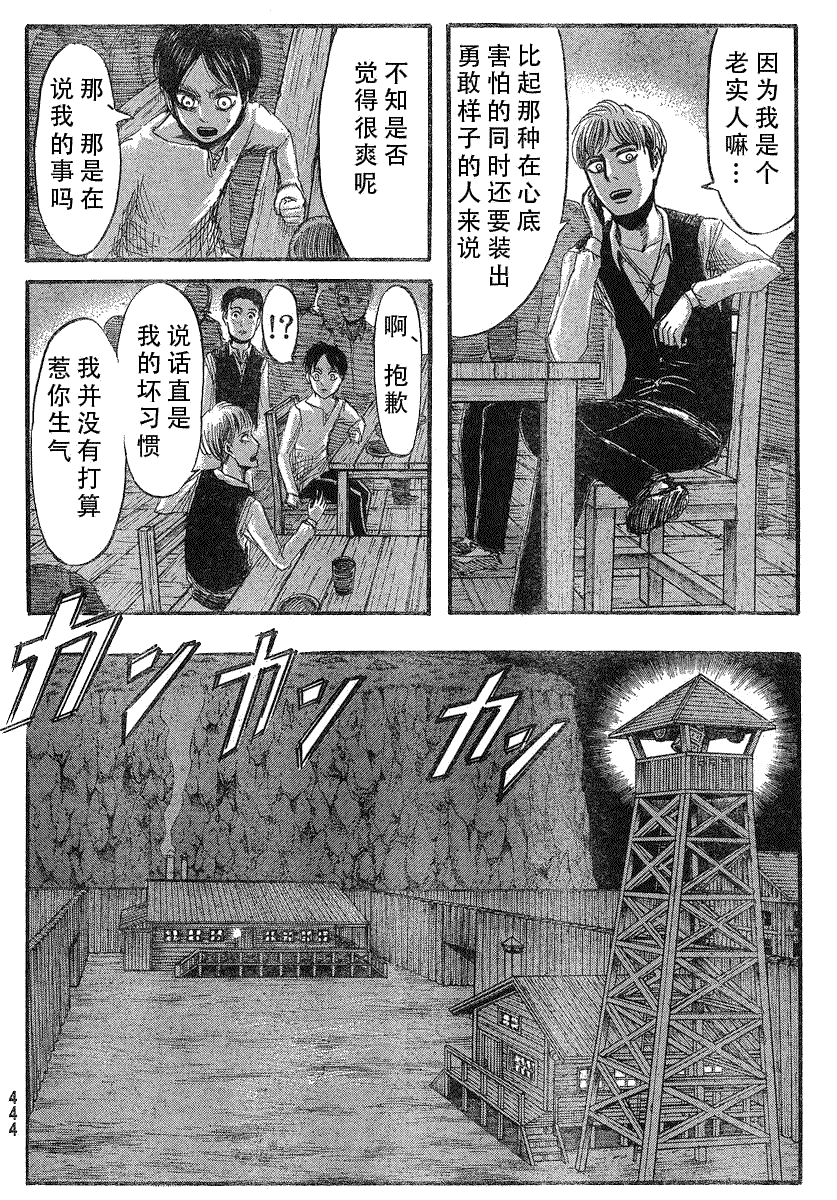 因为我是个
老实人嘛…
比起那种在心底
害怕的同时还要装出
勇敢样子的人来说
不知是否
觉得很爽呢
那、那是在
说我的事吗
啊、抱歉
!?
说话直是
我的坏习惯
我并没有打算
惹你生气
カン
カン
カン
444